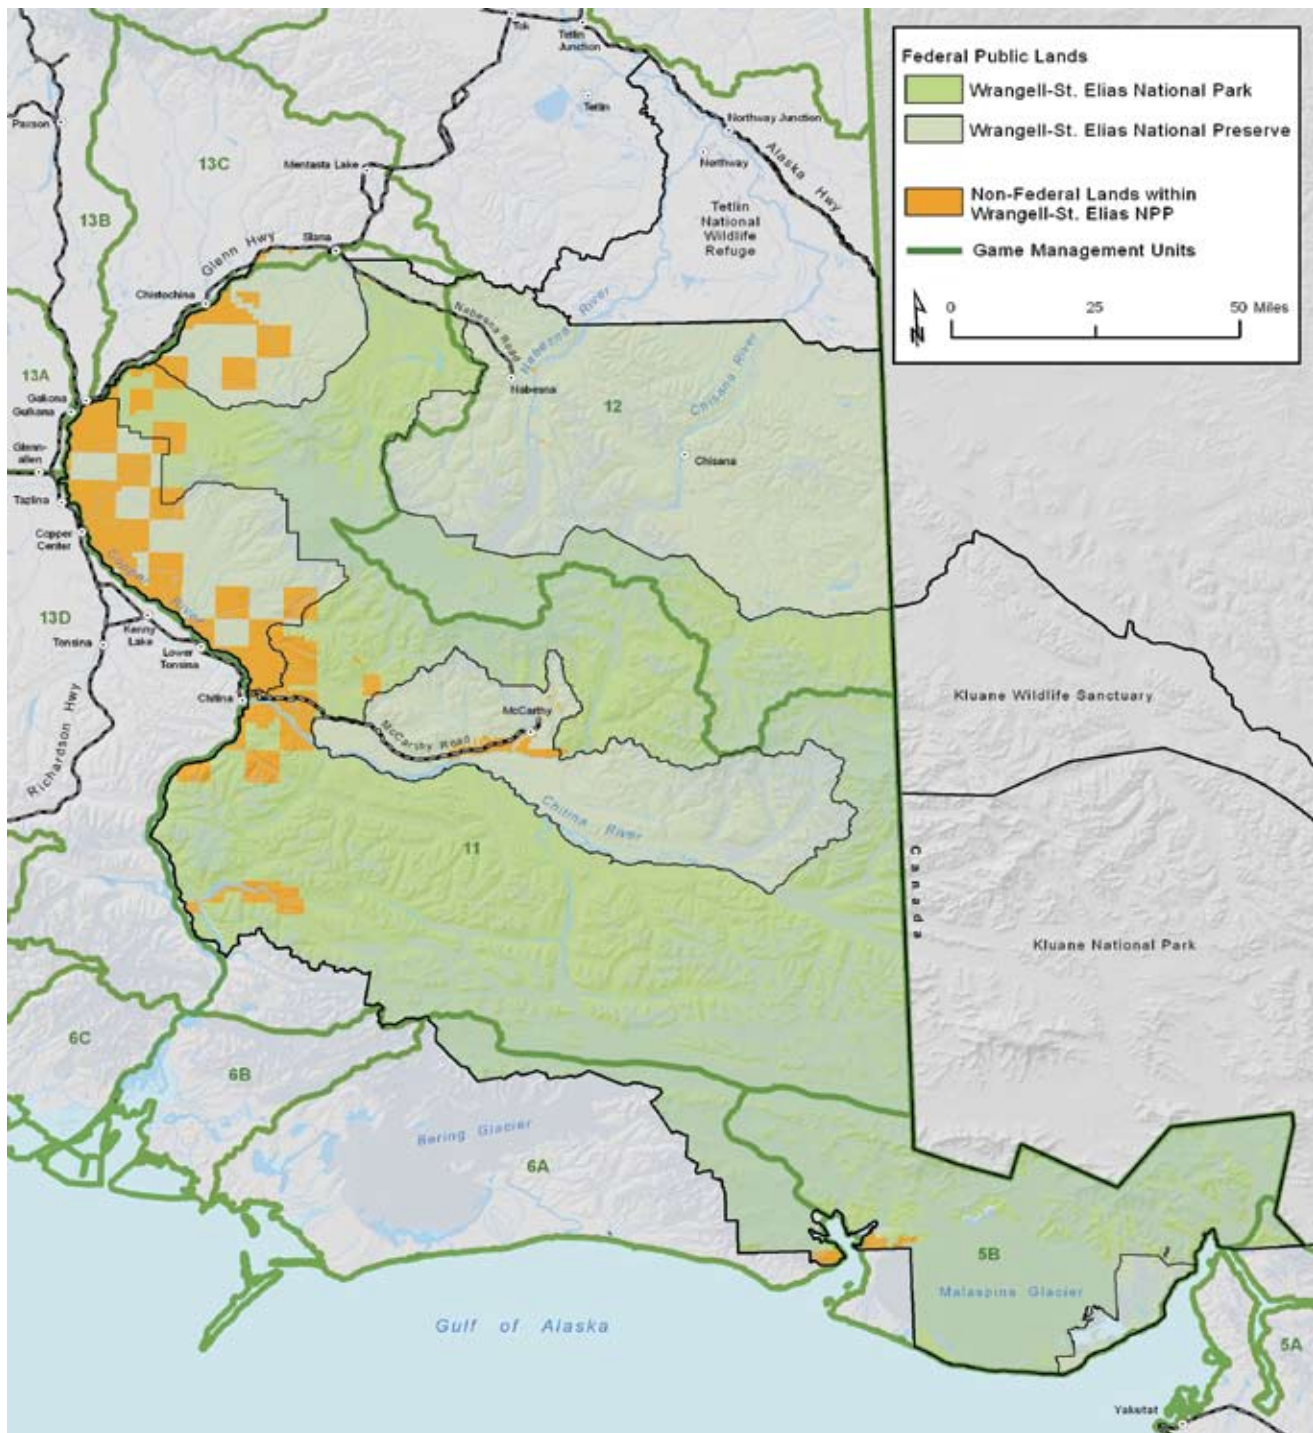 Federal Public Lands
Wrangell-St. Elias National Park
Wrangell-St. Elias National Preserve
Non-Federal Lands within
Wrangell-St. Elias NPP
Game Management Units
N
0 25 50 Miles
Tok
Tetlin
Junction
Tetlin
Northway Junction
Northway
Alaska Hwy
Tetlin
National
Wildlife
Refuge
Paxson
13C
Mentasta Lake
13B
Glenn Hwy
Slana
Chistochina
Nabesna Road
Nabesna River
Nabesna
Chisana River
12
Chisana
13A
Gakona
Gulkana
Glenn-
allen
Tazlina
Copper
Center
Copper River
13D
Kenny
Lake
Tonsina
Lower
Tonsina
Chitina
Richardson Hwy
McCarthy
McCarthy Road
Chitina River
11
Kluane Wildlife Sanctuary
Canada
Kluane National Park
6C
6B
Bering Glacier
6A
5B
Malaspina Glacier
Gulf of Alaska
5A
Yakutat